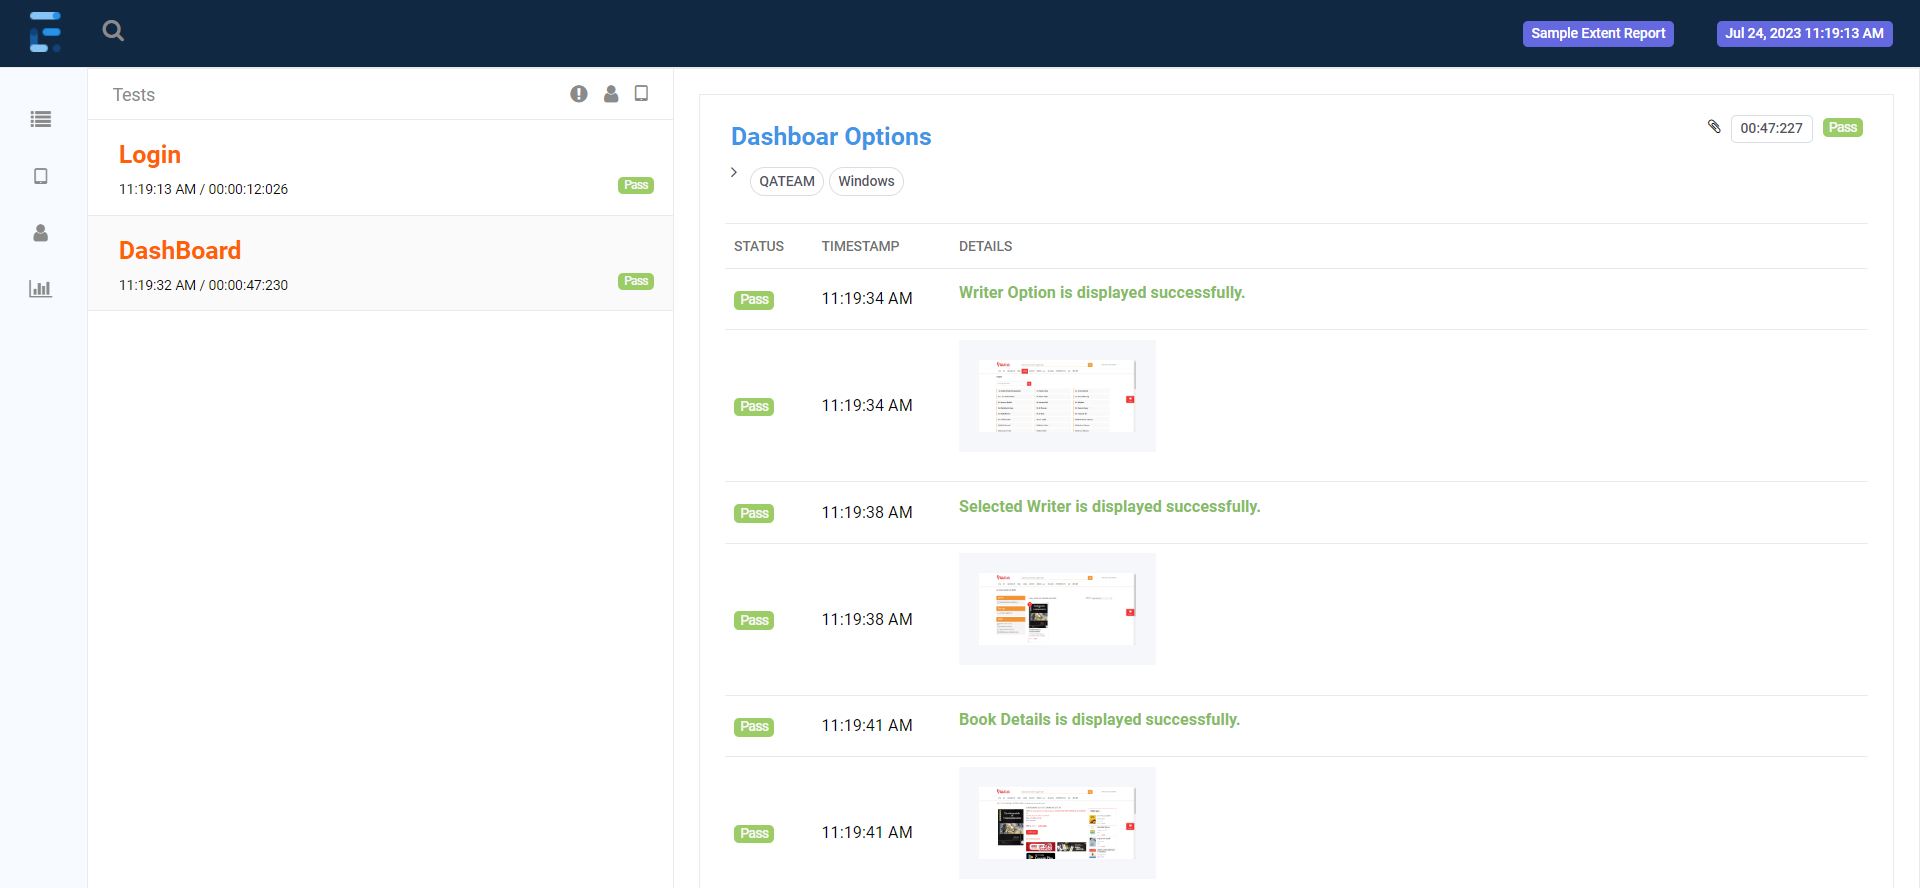 Sample Extent Report
Jul 24, 2023 11:19:13 AM
Tests
Login
11:19:13 AM / 00:00:12:026
Pass
DashBoard
11:19:32 AM / 00:00:47:230
Pass
Dashboar Options
00:47:227
Pass
QATEAM
Windows
STATUS TIMESTAMP DETAILS
Pass 11:19:34 AM Writer Option is displayed successfully.
Pass 11:19:34 AM
Pass 11:19:38 AM Selected Writer is displayed successfully.
Pass 11:19:38 AM
Pass 11:19:41 AM Book Details is displayed successfully.
Pass 11:19:41 AM